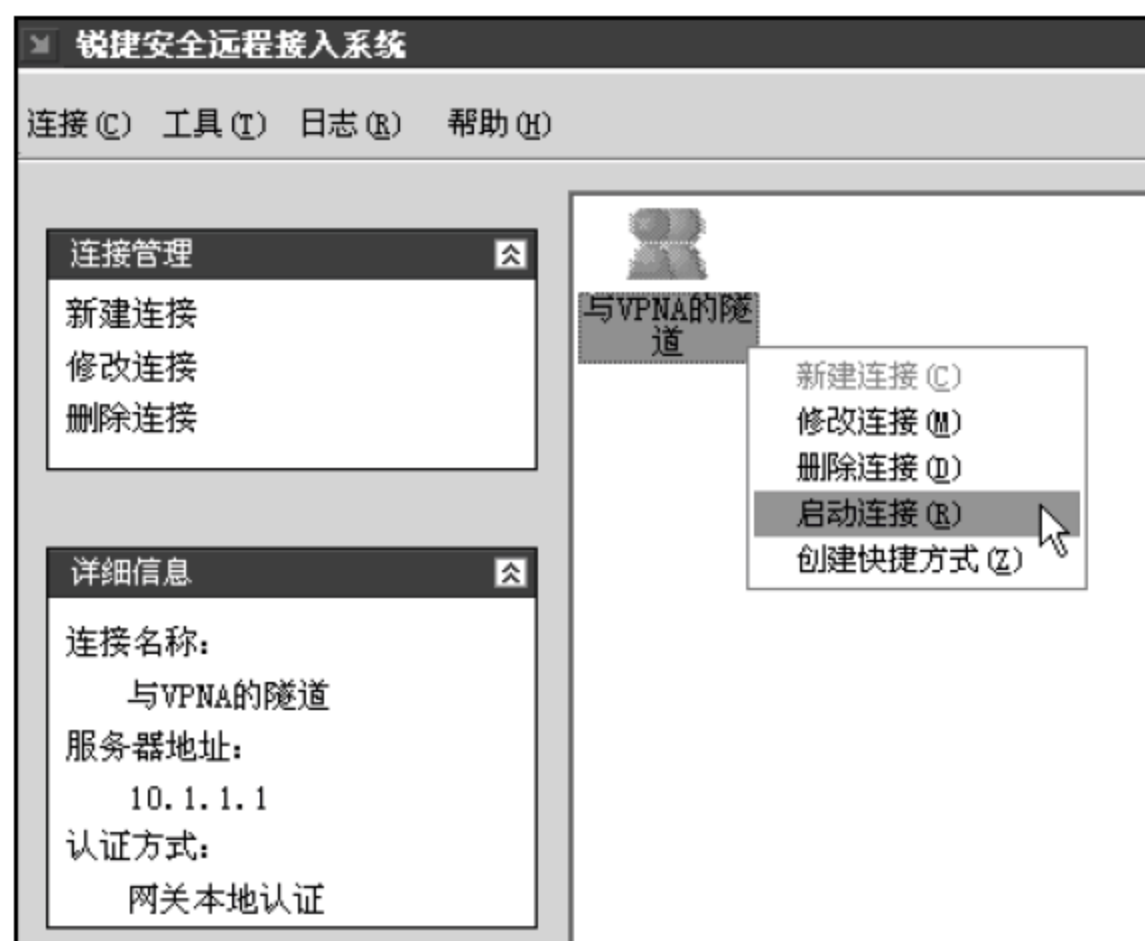 锐捷安全远程接入系统
连接(C) 工具(T) 日志(R) 帮助(H)
连接管理
新建连接
修改连接
删除连接
详细信息
连接名称:
与VPNA的隧道
服务器地址:
10.1.1.1
认证方式:
网关本地认证
与VPNA的隧
道
新建连接(C)
修改连接(M)
删除连接(D)
启动连接(R)
创建快捷方式(Z)